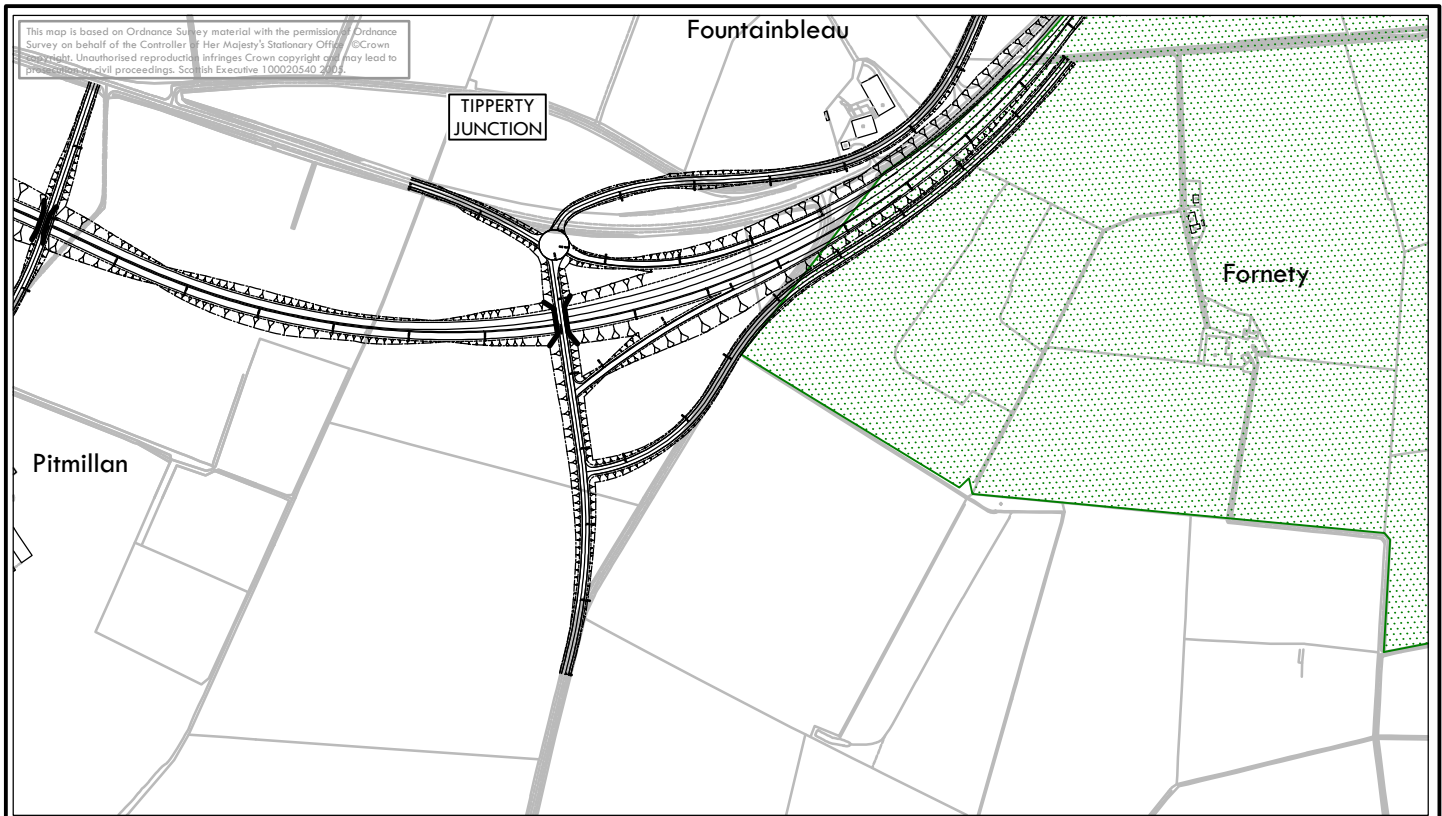 This map is based on Ordnance Survey material with the permission of Ordnance
Survey on behalf of the Controller of Her Majesty's Stationary Office ©Crown
copyright. Unauthorised reproduction infringes Crown copyright and may lead to
prosecution or civil proceedings. Scottish Executive 100020540 2005.
Fountainbleau
TIPPERTY
JUNCTION
Fornety
Pitmillan